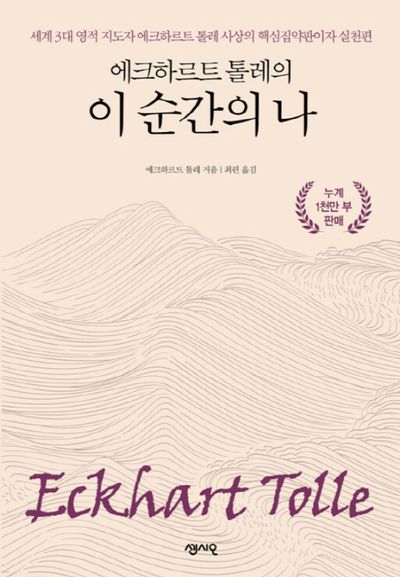 세계 3대 영적 지도자 에크하르트 톨레 사상의 핵심집약판이자 실천편
에크하르트 톨레의
이 순간의 나
에크하르트 톨레 지음 | 최린 옮김
누계
1천만 부
판매
Eckhart Tolle
센시오